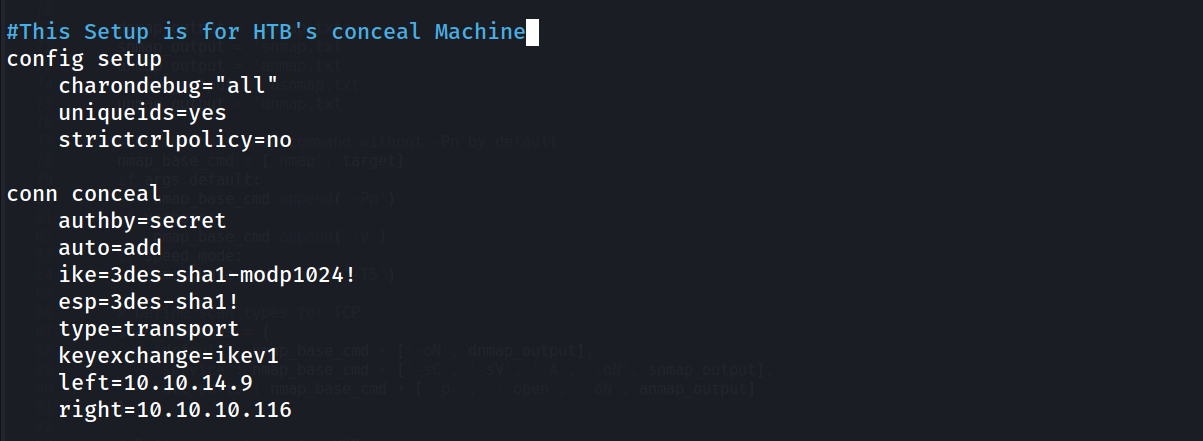 #This Setup is for HTB's conceal Machine
config setup
    charondebug="all"
    uniqueids=yes
    strictcrlpolicy=no

conn conceal
    authby=secret
    auto=add
    ike=3des-sha1-modp1024!
    esp=3des-sha1!
    type=transport
    keyexchange=ikev1
    left=10.10.14.9
    right=10.10.10.116